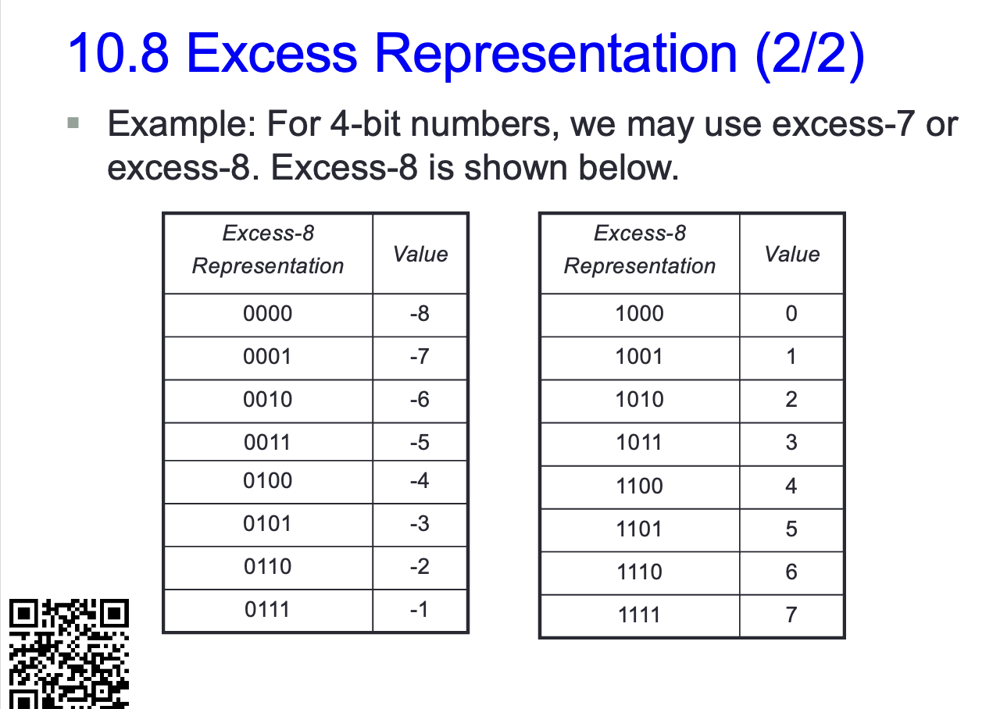 10.8 Excess Representation (2/2)
Example: For 4-bit numbers, we may use excess-7 or
excess-8. Excess-8 is shown below.
Excess-8
Representation Value
0000 -8
0001 -7
0010 -6
0011 -5
0100 -4
0101 -3
0110 -2
0111 -1
Excess-8
Representation Value
1000 0
1001 1
1010 2
1011 3
1100 4
1101 5
1110 6
1111 7